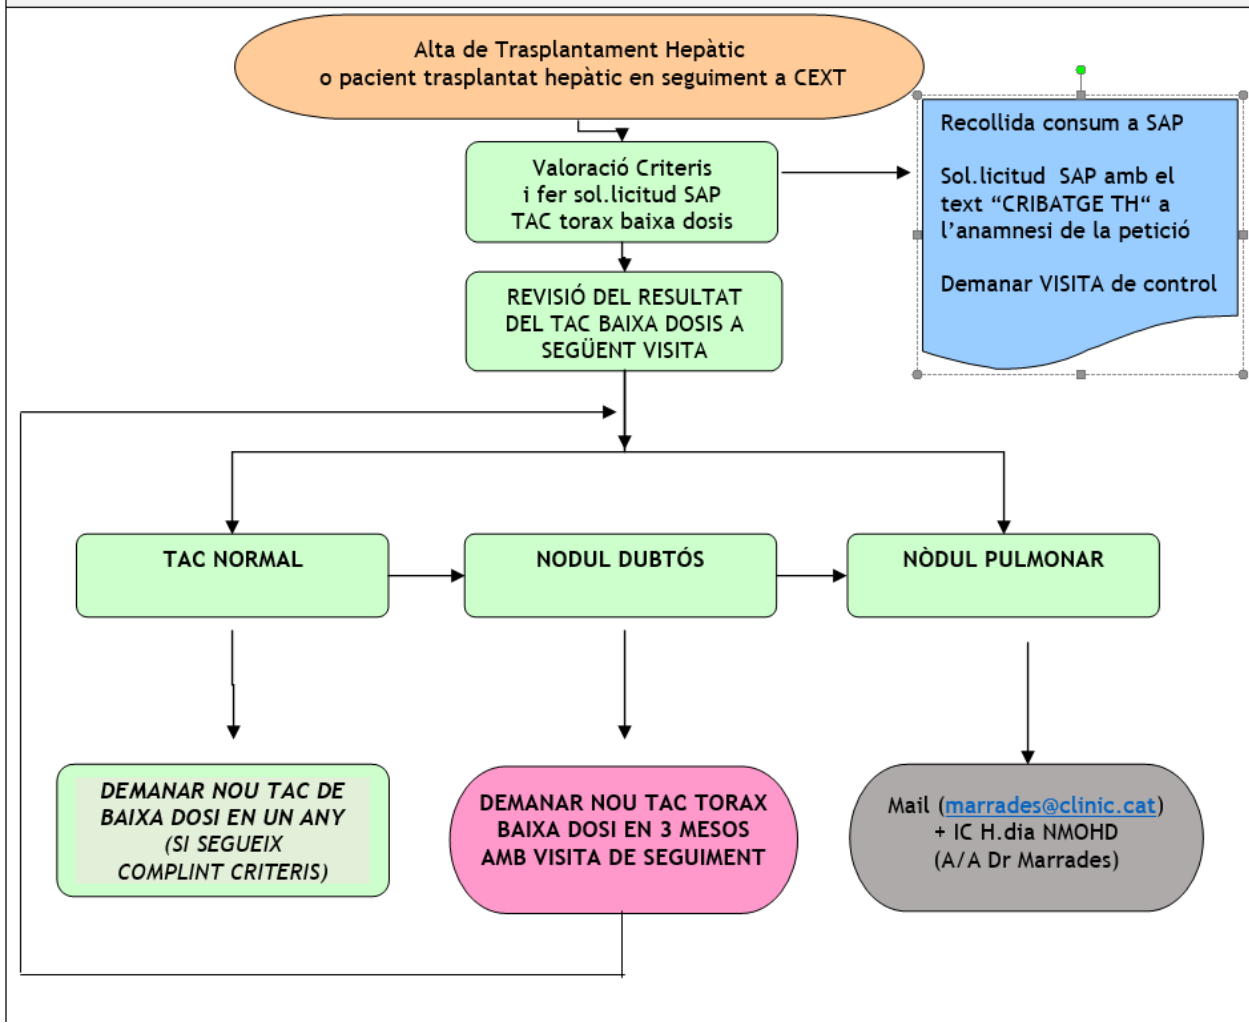 Alta de Trasplantament Hepàtic
o pacient trasplantat hepàtic en seguiment a CEXT
Recollida consum a SAP
Sol.licitud SAP amb el
text “CRIBATGE TH“ a
l’anamnesi de la petició
Demanar VISITA de control
Valoració Criteris
i fer sol.licitud SAP
TAC torax baixa dosis
REVISIÓ DEL RESULTAT
DEL TAC BAIXA DOSIS A
SEGÜENT VISITA
TAC NORMAL
NODUL DUBTÓS
NÒDUL PULMONAR
DEMANAR NOU TAC DE
BAIXA DOSI EN UN ANY
(SI SEGUEIX
COMPLINT CRITERIS)
DEMANAR NOU TAC TORAX
BAIXA DOSI EN 3 MESOS
AMB VISITA DE SEGUIMENT
Mail (marrades@clinic.cat)
+ IC H.dia NMOHD
(A/A Dr Marrades)